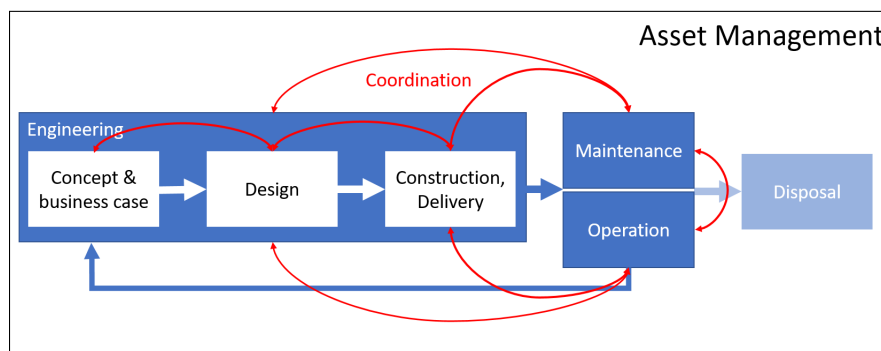 Asset Management
Coordination
Engineering
Concept &
business case
Design
Construction,
Delivery
Maintenance
Operation
Disposal